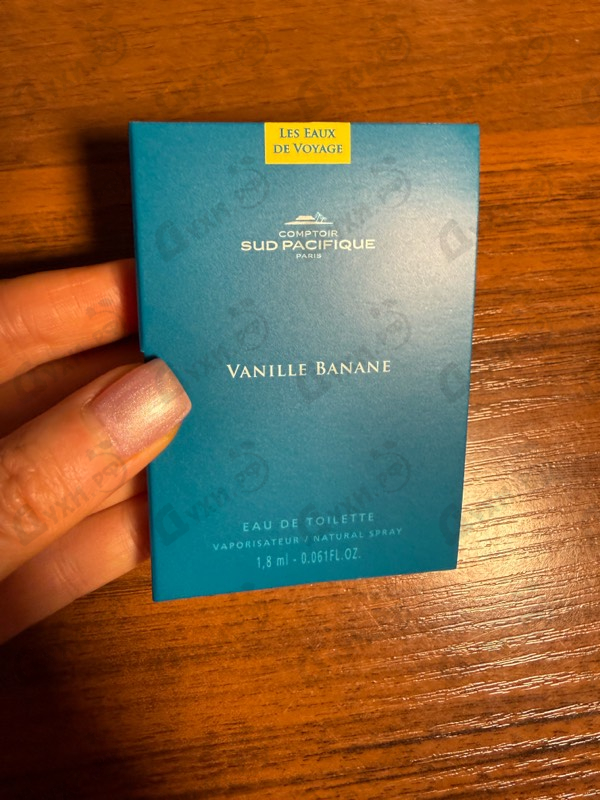 LES EAUX
DE VOYAGE
COMPTOIR
SUD PACIFIQUE
PARIS
VANILLE BANANE
EAU DE TOILETTE
VAPORISATEUR / NATURAL SPRAY
1,8 ml - 0.061FL.OZ.